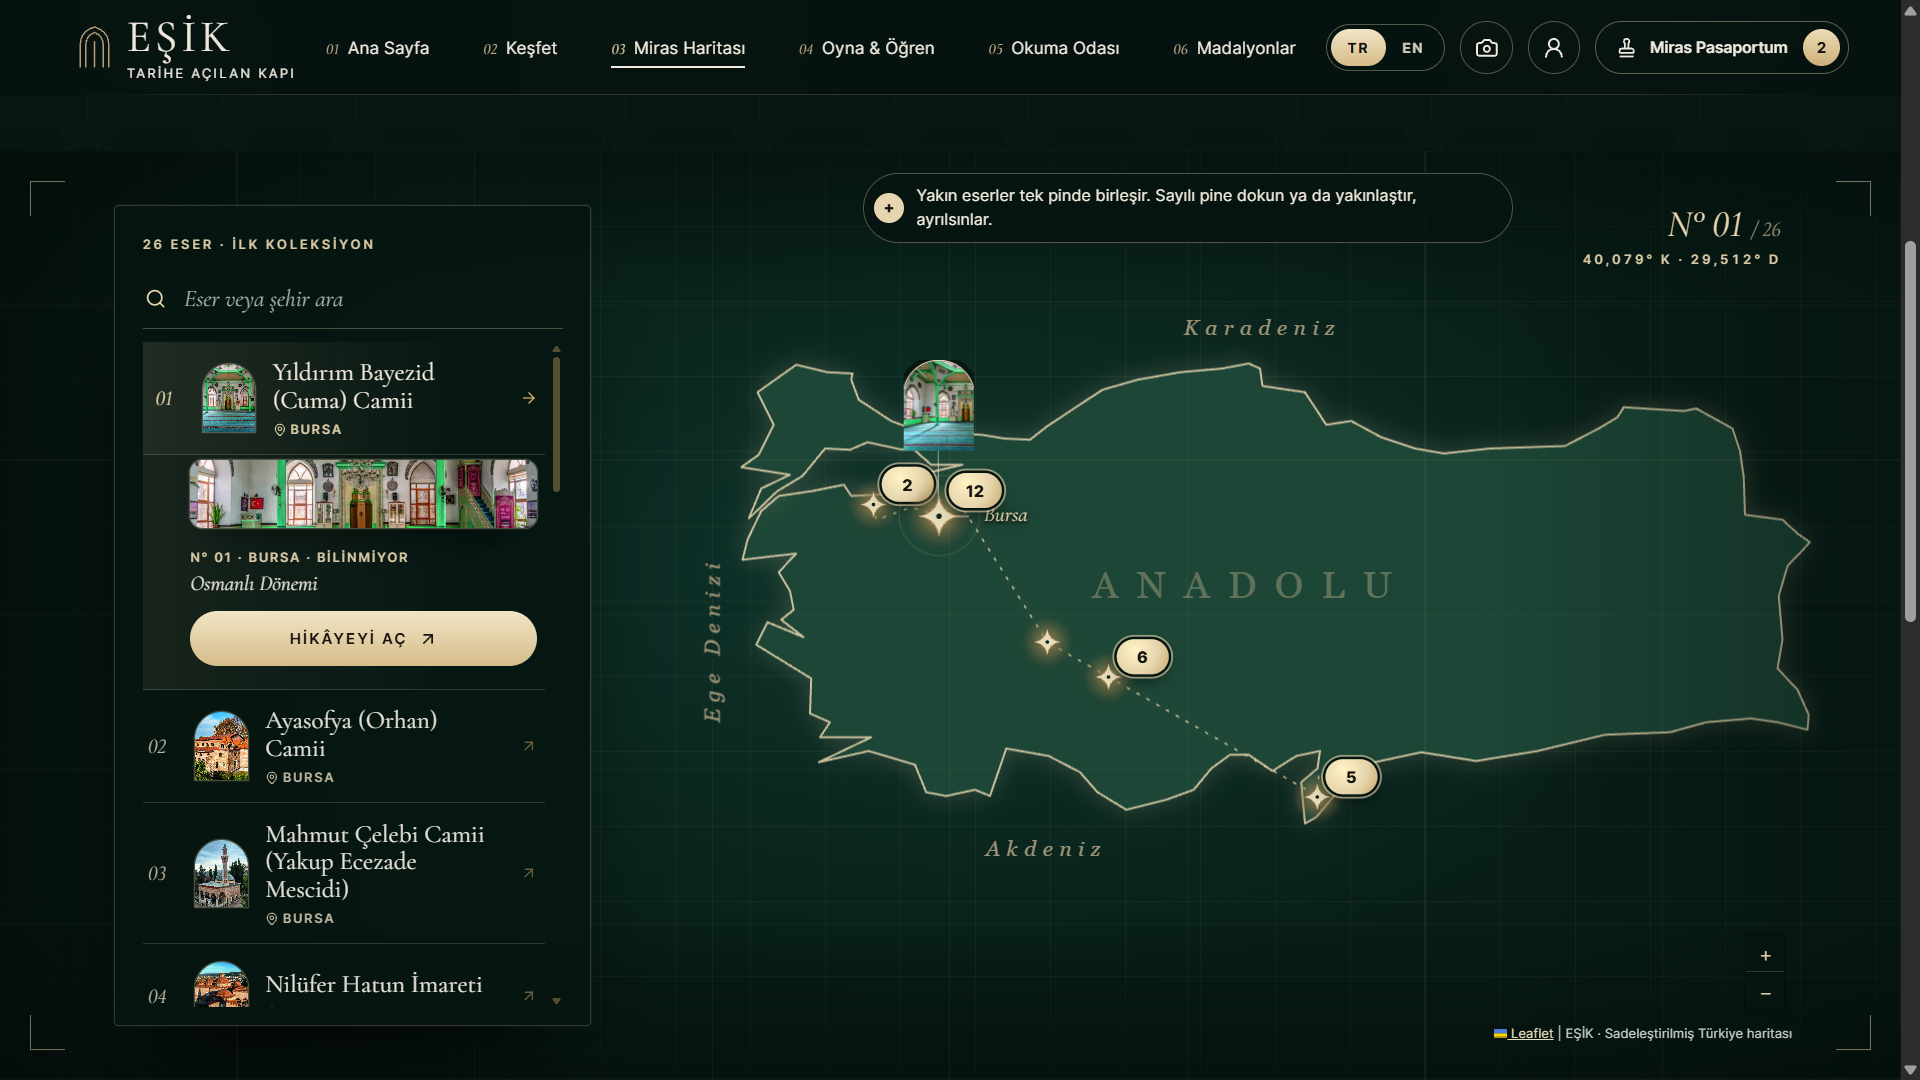 EŞİK
TARİHE AÇILAN KAPI
01 Ana Sayfa
02 Keşfet
03 Miras Haritası
04 Oyna & Öğren
05 Okuma Odası
06 Madalyonlar
TR
EN
Miras Pasaportum
2
26 ESER · İLK KOLEKSİYON
Eser veya şehir ara
01
Yıldırım Bayezid
(Cuma) Camii
BURSA
N° 01 · BURSA · BİLİNMİYOR
Osmanlı Dönemi
HİKÂYEYİ AÇ
02
Ayasofya (Orhan)
Camii
BURSA
03
Mahmut Çelebi Camii
(Yakup Ecezade
Mescidi)
BURSA
04
Nilüfer Hatun İmareti
+
Yakın eserler tek pinde birleşir. Sayılı pine dokun ya da yakınlaştır,
ayrılsınlar.
N° 01 / 26
40,079° K · 29,512° D
Karadeniz
2
12
Bursa
ANADOLU
Ege Denizi
6
5
Akdeniz
+
−
Leaflet | EŞİK · Sadeleştirilmiş Türkiye haritası